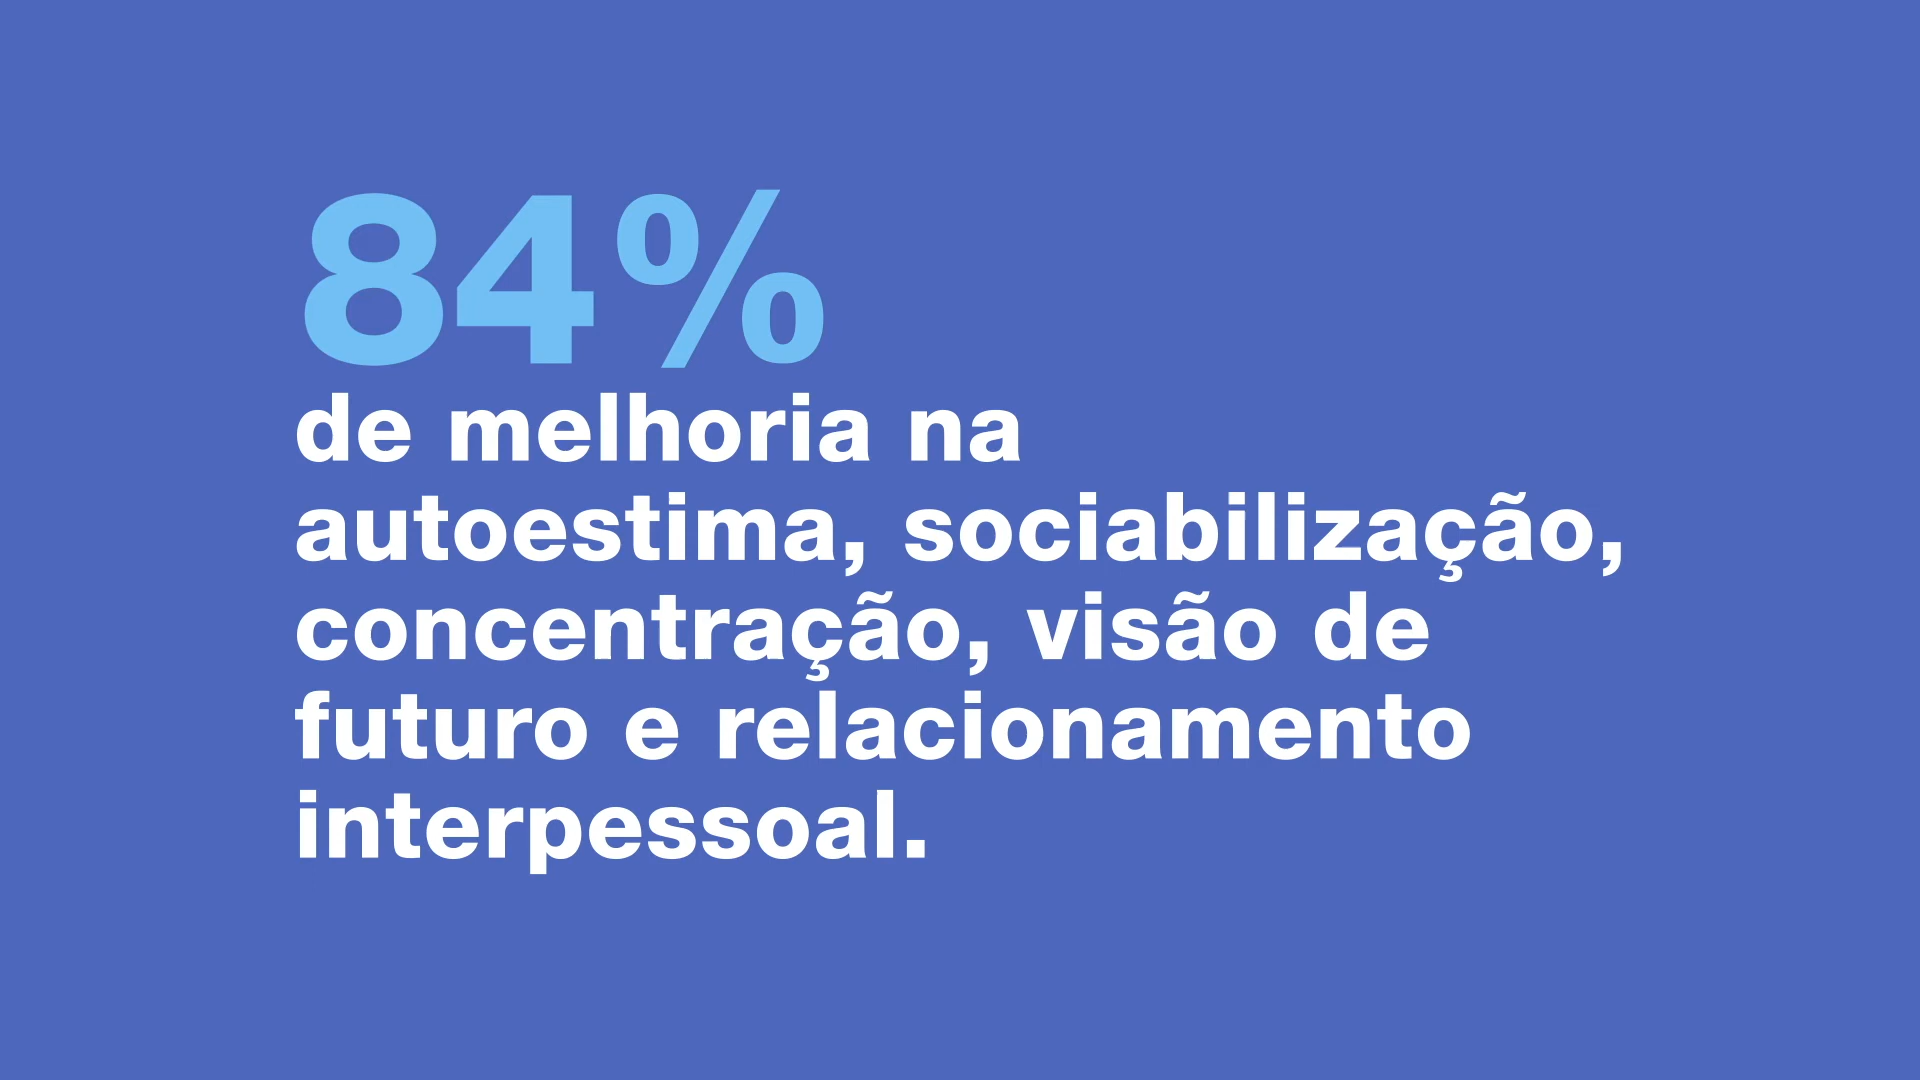 84%
de melhoria na
autoestima, sociabilização,
concentração, visão de
futuro e relacionamento
interpessoal.